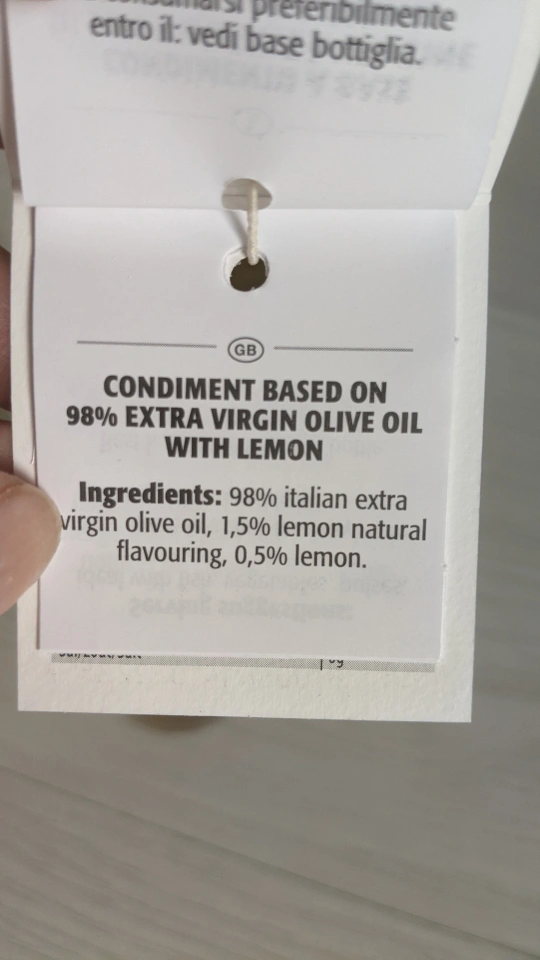 preferibilmente
entro il: vedi base bottiglia.
GB
CONDIMENT BASED ON
98% EXTRA VIRGIN OLIVE OIL
WITH LEMON
Ingredients: 98% italian extra
virgin olive oil, 1,5% lemon natural
flavouring, 0,5% lemon.